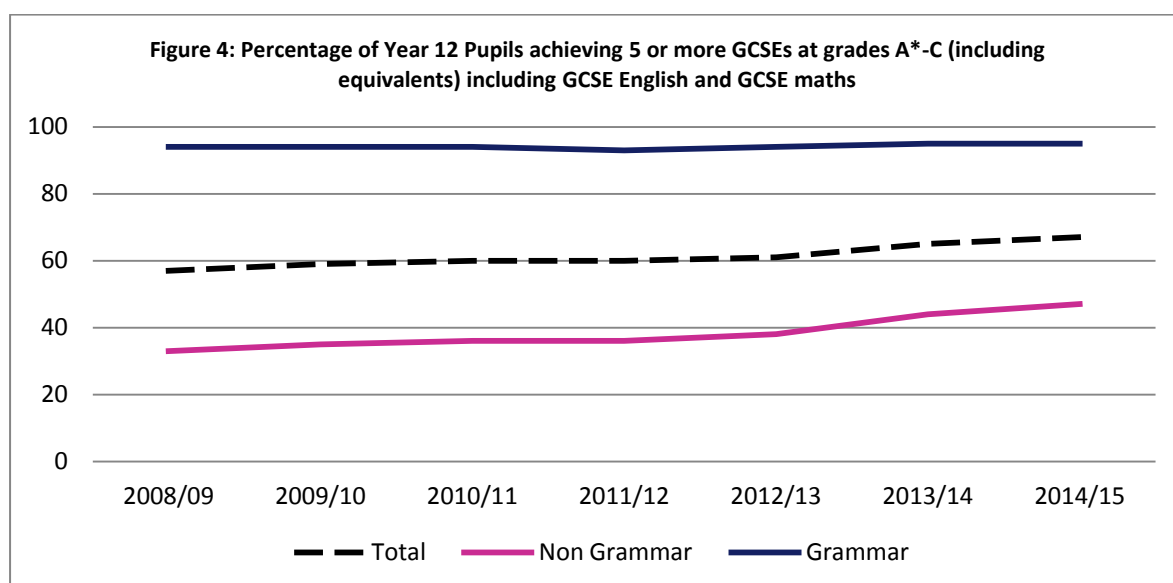 Figure 4: Percentage of Year 12 Pupils achieving 5 or more GCSEs at grades A*-C (including
equivalents) including GCSE English and GCSE maths
100
80
60
40
20
0
2008/09 2009/10 2010/11 2011/12 2012/13 2013/14 2014/15
Total Non Grammar Grammar